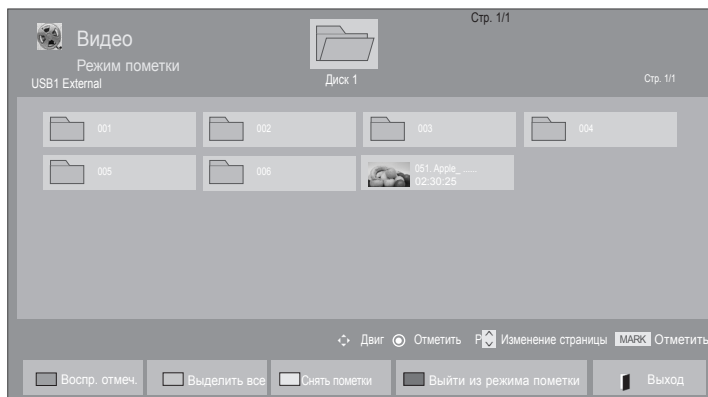 Стр. 1/1
Видео
Режим пометки
USB1 External
Диск 1
Стр. 1/1
001
002
003
004
005
006
051. Apple_ ......
02:30:25
Двиг
Отметить
P Изменение страницы
MARK Отметить
Воспр. отмеч.
Выделить все
Снять пометки
Выйти из режима пометки
Выход